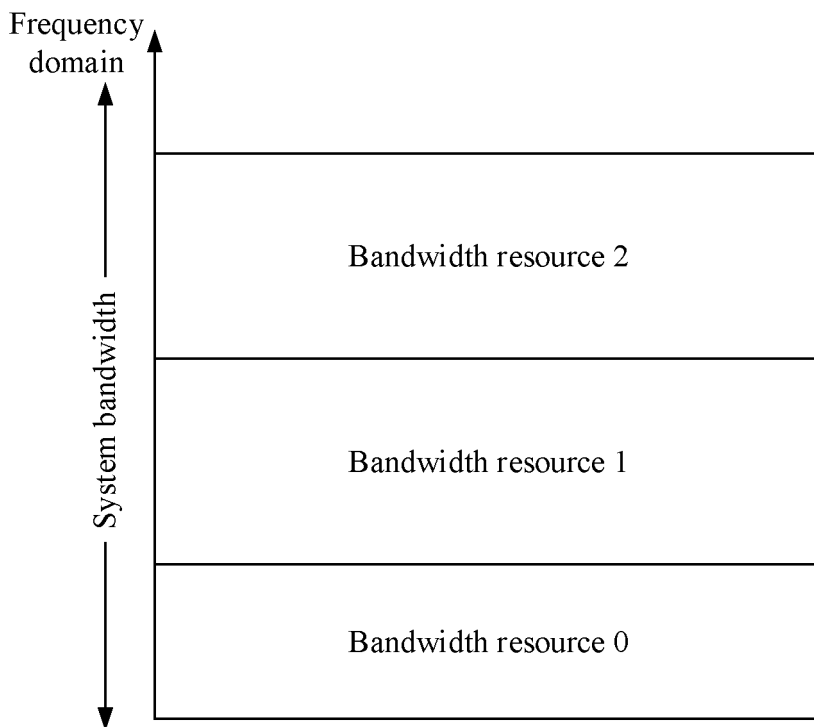 Frequency
domain
Bandwidth resource 2
System bandwidth
Bandwidth resource 1
Bandwidth resource 0